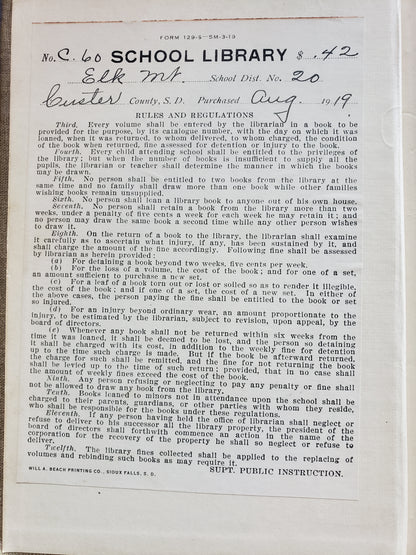 FORM 129-S—5M-3-19
No. C. 60 SCHOOL LIBRARY $ .42
Elk Mt. School Dist. No. 20
Custer County, S. D. Purchased Aug. 1919
RULES AND REGULATIONS
Third. Every volume shall be entered by the librarian in a book to be
provided for the purpose, by its catalogue number, with the day on which it was
loaned, when it was returned, to whom delivered, to whom charged, the condition
of the book when returned, fine assessed for detention or injury to the book.
Fourth. Every child attending school shall be entitled to the privileges of
the library; but when the number of books is insufficient to supply all the
pupils, the librarian or teacher shall determine the manner in which the books
may be drawn.
Fifth. No person shall be entitled to two books from the library at the
same time and no family shall draw more than one book while other families
wishing books remain unsupplied.
Sixth. No person shall loan a library book to anyone out of his own house.
Seventh. No person shall retain a book from the library more than two
weeks, under a penalty of five cents a week for each week he may retain it; and
no person may draw the same book a second time while any other person wishes
to draw it.
Eighth. On the return of a book to the library, the librarian shall examine
it carefully as to ascertain what injury, if any, has been sustained by it, and
shall charge the amount of the fine accordingly. Following fine shall be assessed
by librarian as herein provided:
(a) For detaining a book beyond two weeks, five cents per week.
(b) For the loss of a volume, the cost of the book; and for one of a set,
an amount sufficient to purchase a new set.
(c) For a leaf of a book torn out or lost or soiled so as to render it illegible,
the cost of the book; and if one of a set, the cost of a new set. In either of
the above cases, the person paying the fine shall be entitled to the book or set
so injured.
(d) For an injury beyond ordinary wear, an amount proportionate to the
injury, to be estimated by the librarian, subject to revision, upon appeal, by the
board of directors.
(e) Whenever any book shall not be returned within six weeks from the
time it was loaned, it shall be deemed to be lost, and the person so detaining
it shall be charged with its cost, in addition to the weekly fine for detention
up to the time such charge is made. But if the book be afterward returned,
the charge for such shall be remitted, and the fine for not returning the book
shall be levied up to the time of such return; provided, that in no case shall
the amount of weekly fines exceed the cost of the book.
Ninth. Any person refusing or neglecting to pay any penalty or fine shall
not be allowed to draw any book from the library.
Tenth. Books loaned to minors not in attendance upon the school shall be
charged to their parents, guardians, or other parties with whom they reside,
who shall be responsible for the books under these regulations.
Eleventh. If any person having held the office of librarian shall neglect or
refuse to deliver to his successor all the library property, the president of the
board of directors shall forthwith commence an action in the name of the
corporation for the recovery of the property he shall so neglect or refuse to
deliver.
Twelfth. The library fines collected shall be applied to the replacing of
volumes and rebinding such books as may require it.
WILL A. BEACH PRINTING CO., SIOUX FALLS, S. D. SUPT. PUBLIC INSTRUCTION.